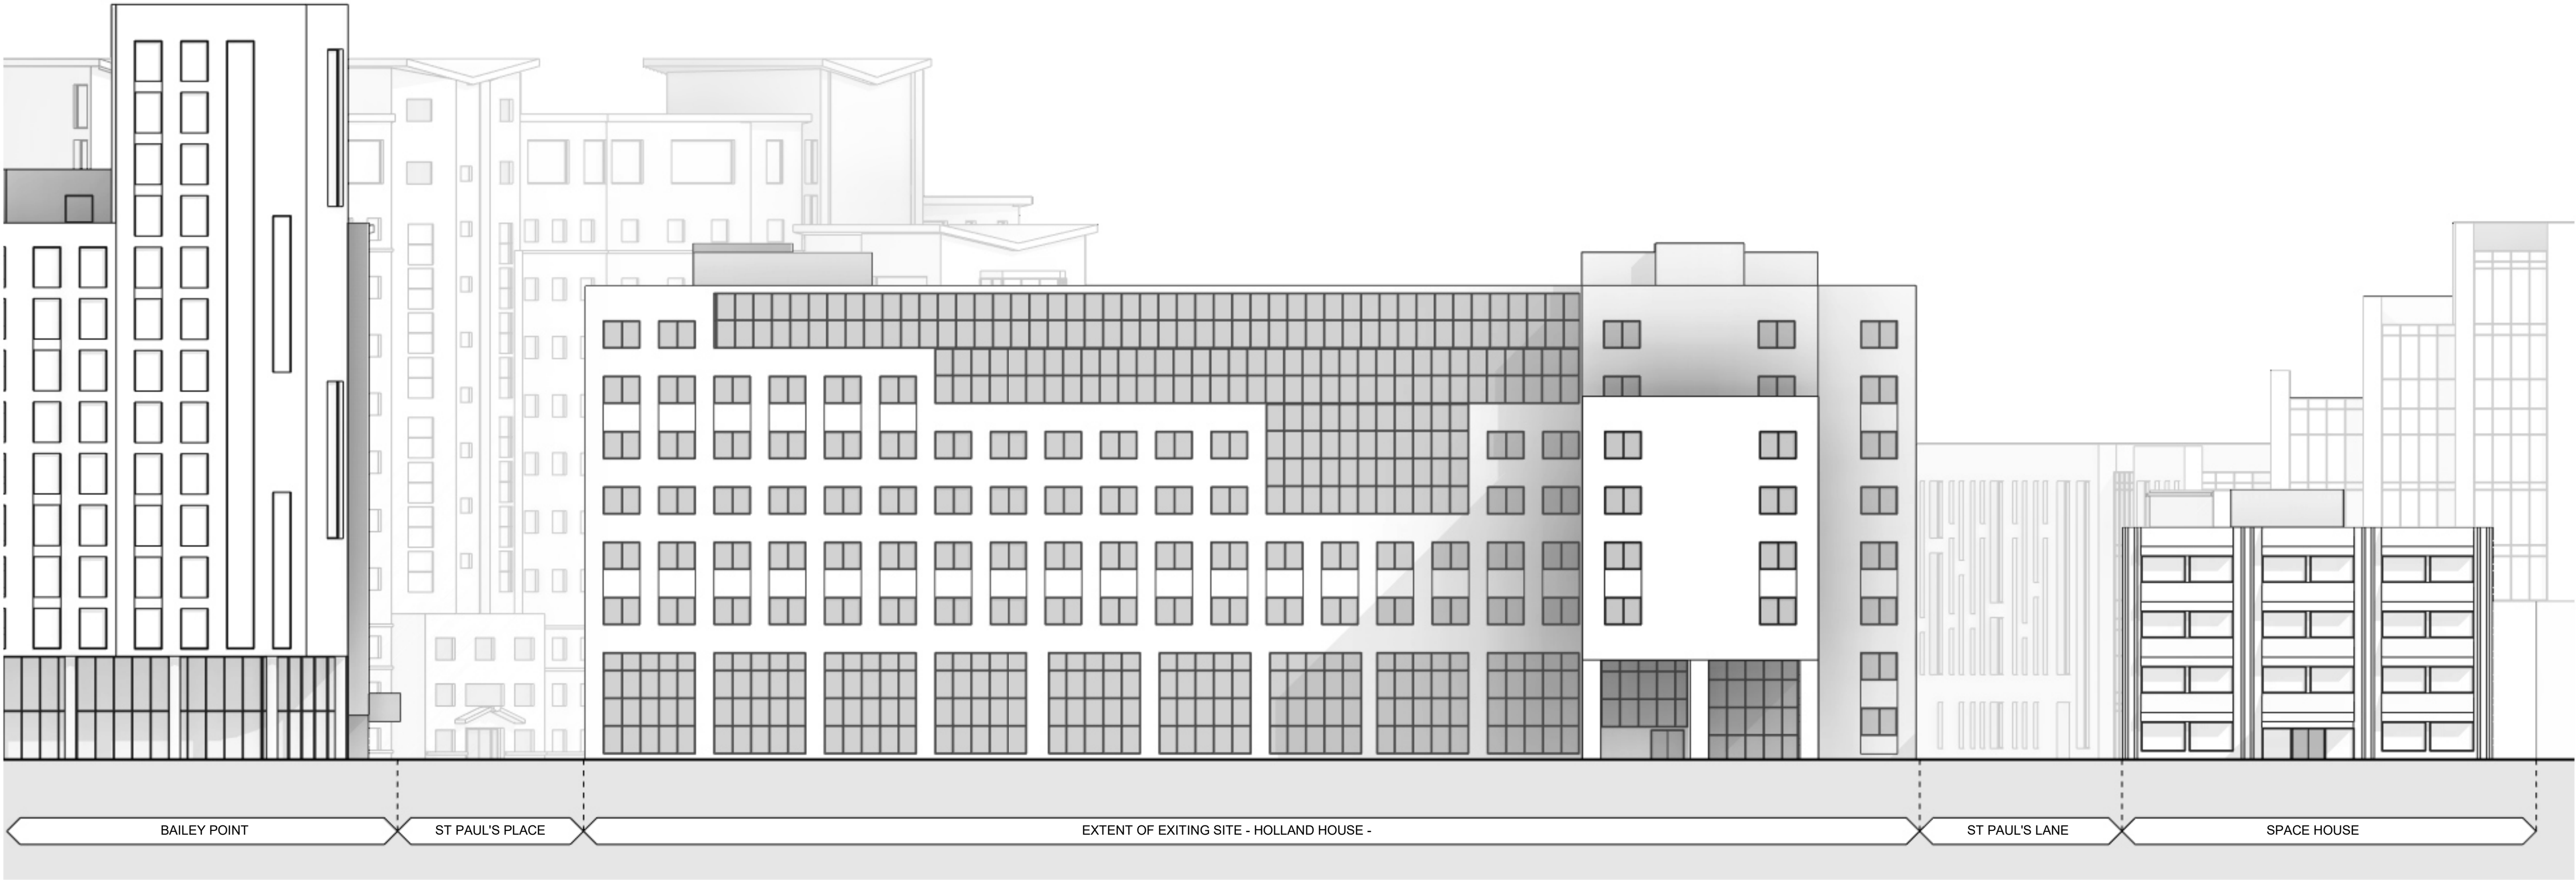 BAILEY POINT
ST PAUL'S PLACE
EXTENT OF EXITING SITE - HOLLAND HOUSE -
ST PAUL'S LANE
SPACE HOUSE